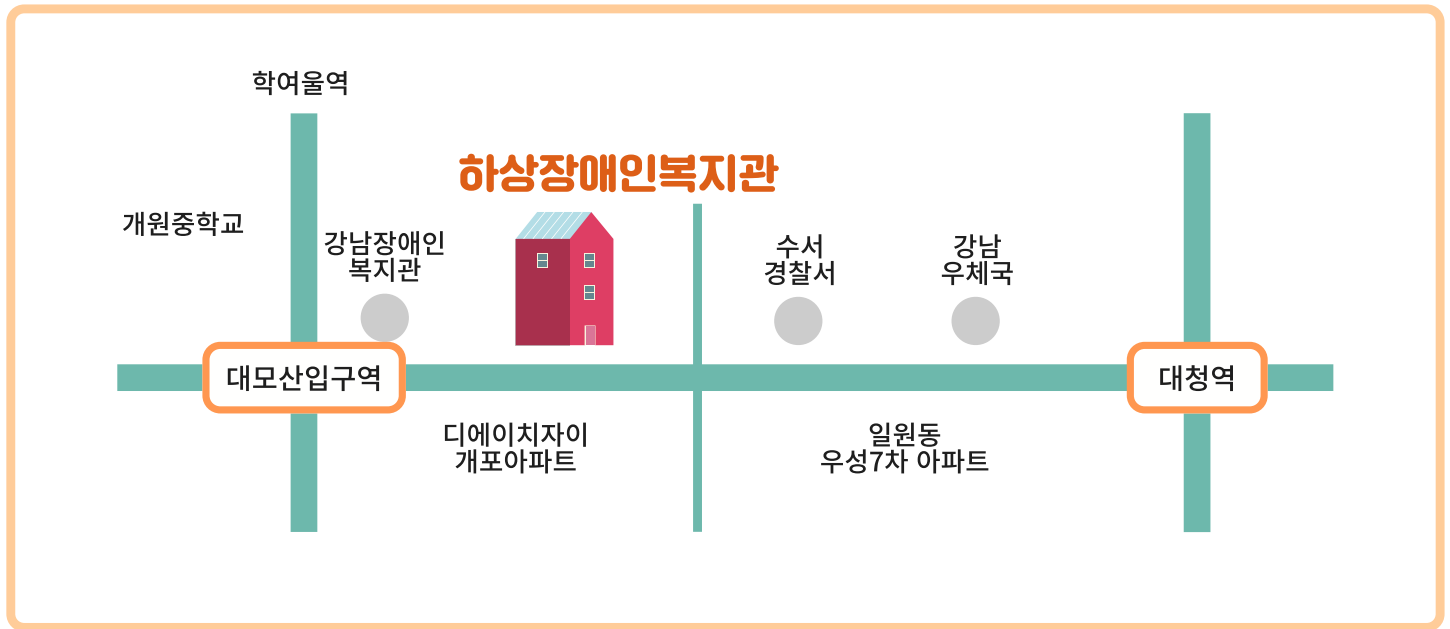 학여울역
하상장애인복지관
개원중학교
강남장애인
복지관
수서
경찰서
강남
우체국
대모산입구역
대청역
디에이치자이
개포아파트
일원동
우성7차 아파트